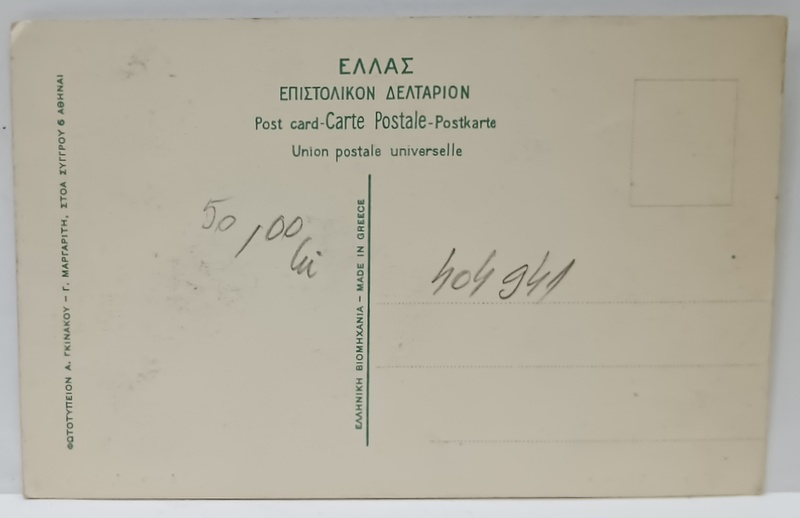 ΕΛΛΑΣ
ΕΠΙΣΤΟΛΙΚΟΝ ΔΕΛΤΑΡΙΟΝ
Post card-Carte Postale-Postkarte
Union postale universelle
ΦΩΤΟΤΥΠΕΙΟΝ Α. ΓΚΙΝΑΚΟΥ – Γ. ΜΑΡΓΑΡΙΤΗ, ΣΤΟΑ ΣΥΓΓΡΟΥ 6 ΑΘΗΝΑΙ
50,00
lei
ΕΛΛΗΝΙΚΗ ΒΙΟΜΗΧΑΝΙΑ – MADE IN GREECE
404941